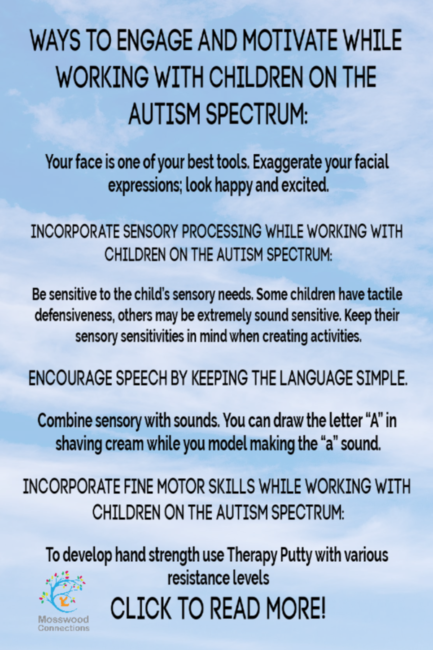 WAYS TO ENGAGE AND MOTIVATE WHILE
WORKING WITH CHILDREN ON THE
AUTISM SPECTRUM:
Your face is one of your best tools. Exaggerate your facial
expressions; look happy and excited.
INCORPORATE SENSORY PROCESSING WHILE WORKING WITH
CHILDREN ON THE AUTISM SPECTRUM:
Be sensitive to the child's sensory needs. Some children have tactile
defensiveness, others may be extremely sound sensitive. Keep their
sensory sensitivities in mind when creating activities.
ENCOURAGE SPEECH BY KEEPING THE LANGUAGE SIMPLE.
Combine sensory with sounds. You can draw the letter “A” in
shaving cream while you model making the “a” sound.
INCORPORATE FINE MOTOR SKILLS WHILE WORKING WITH
CHILDREN ON THE AUTISM SPECTRUM:
To develop hand strength use Therapy Putty with various
resistance levels
CLICK TO READ MORE!
Mosswood
Connections